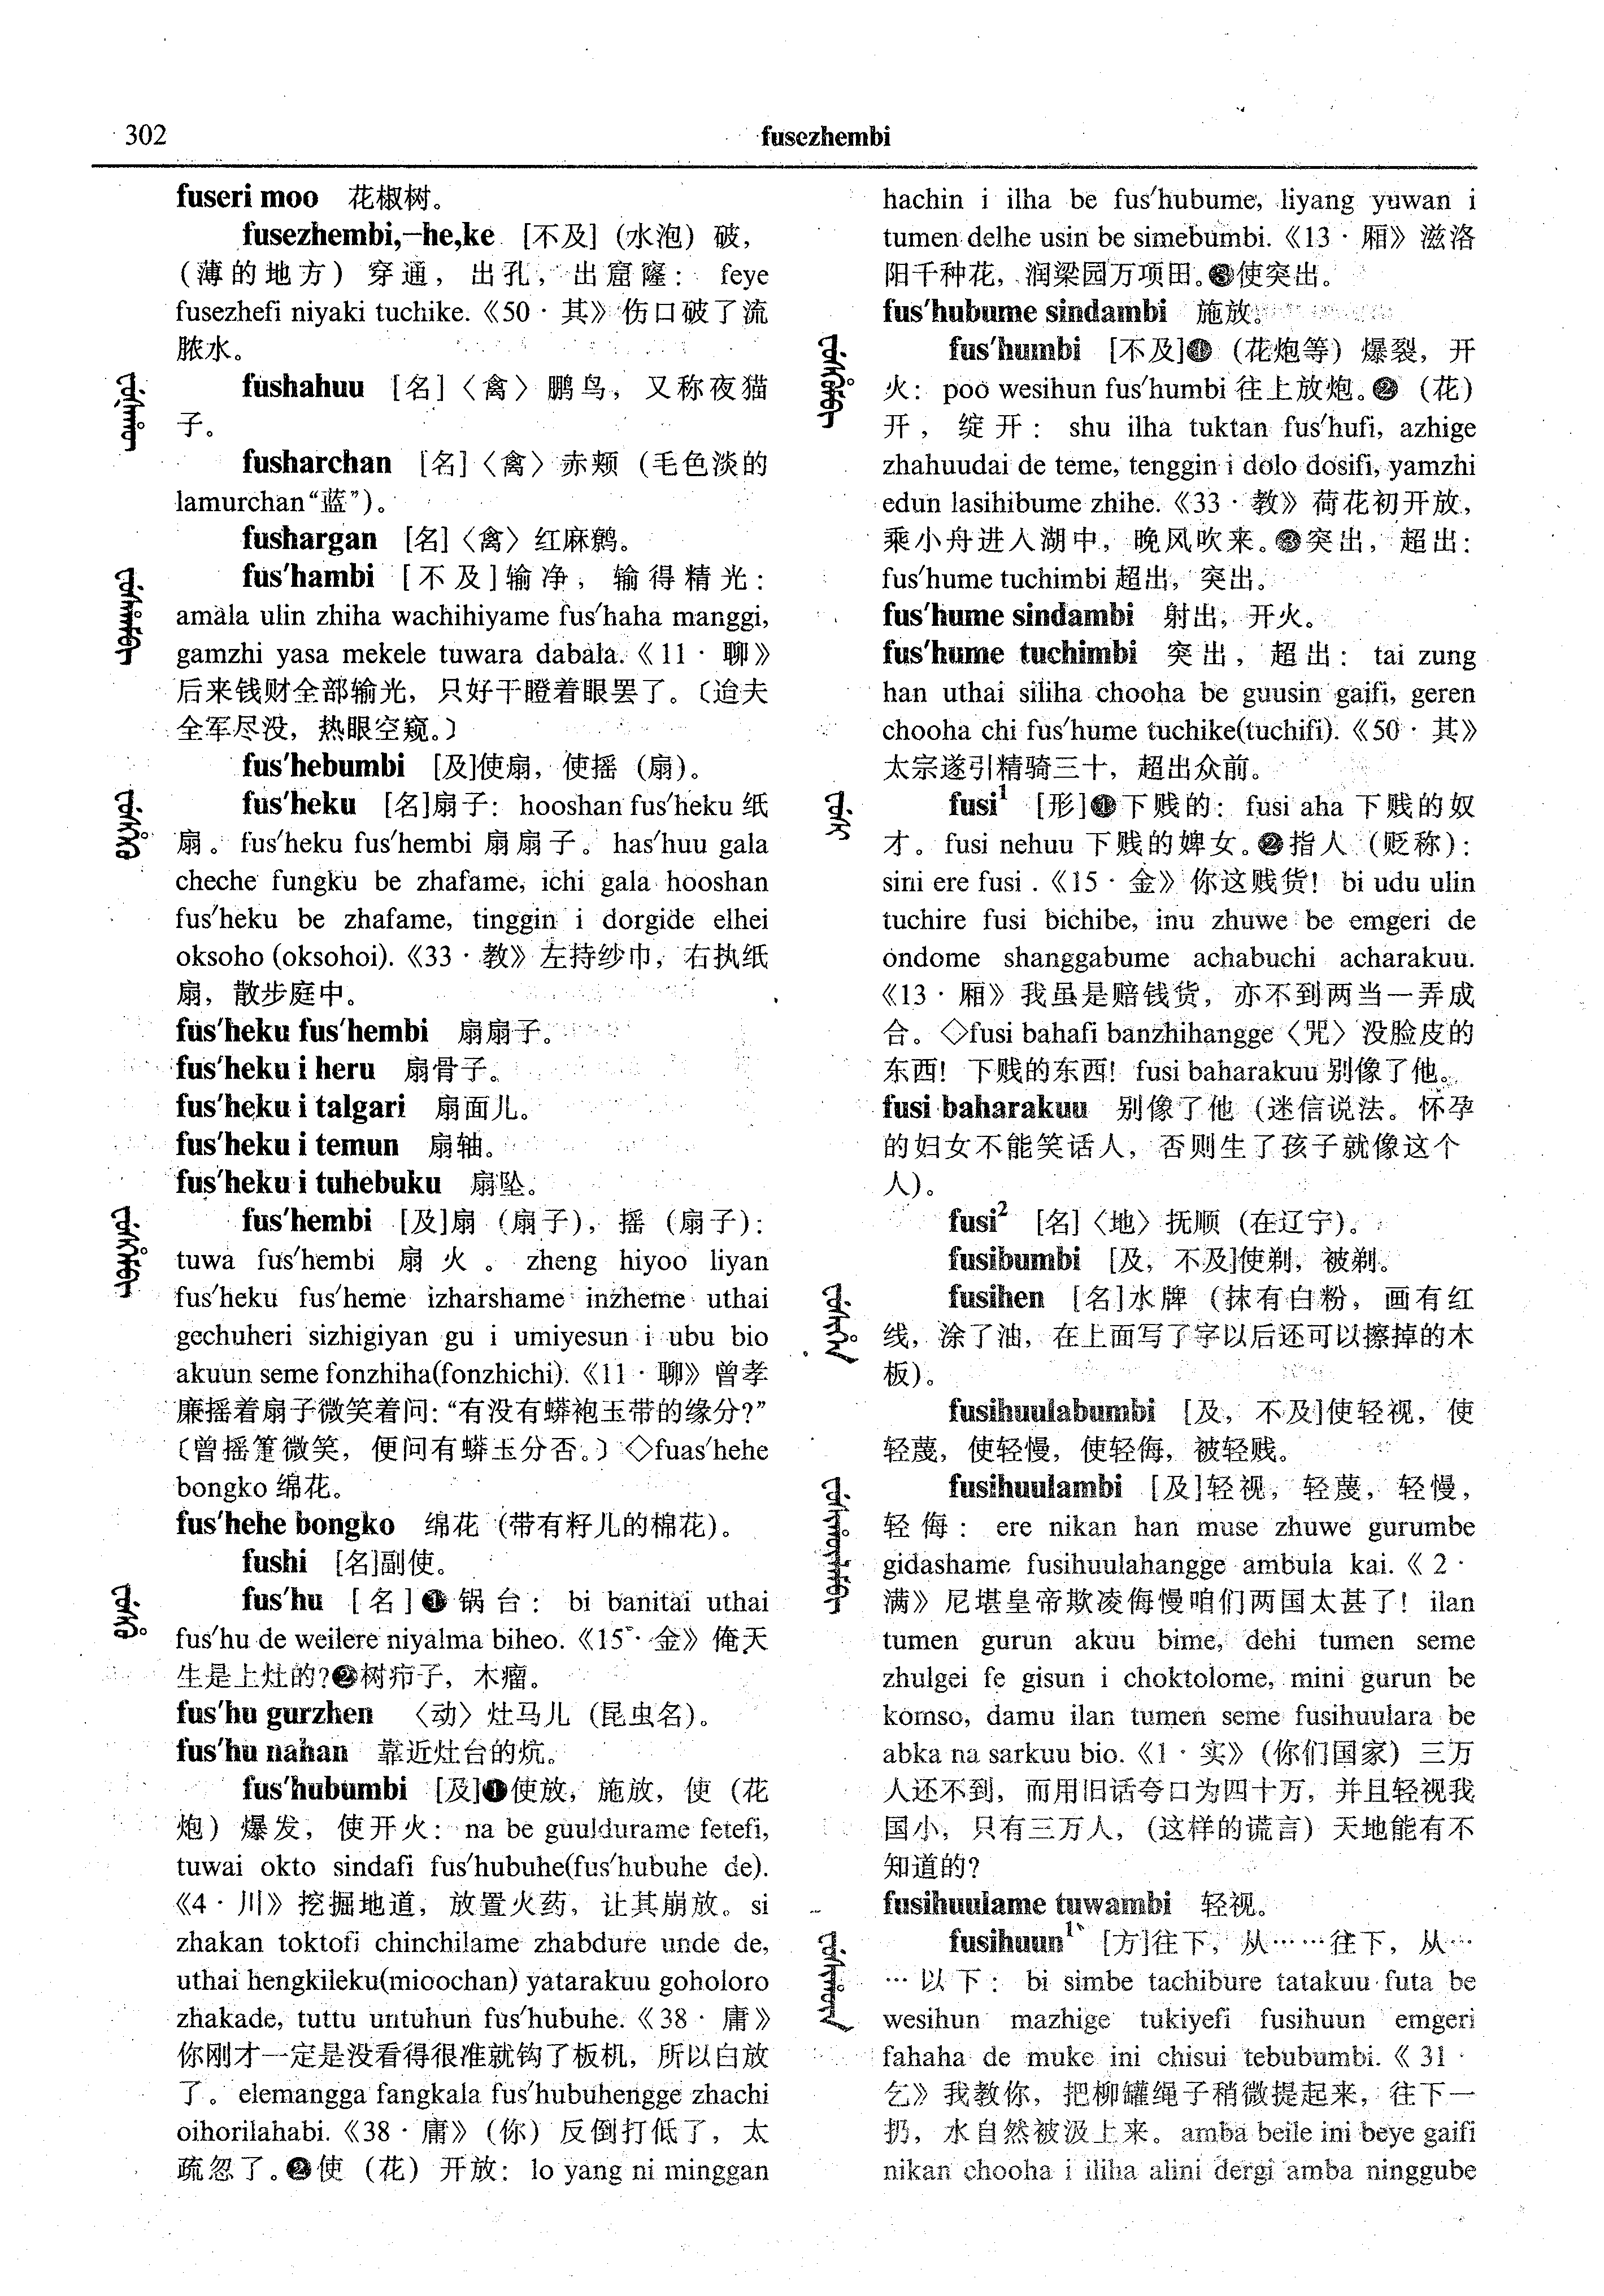 302
fusezhembi
fuseri moo 花椒树。
fusezhembi,—he,ke [不及]（水泡）破，
（薄的地方）穿通，出孔，出窟窿： feye
fusezhefi niyaki tuchike.《50·其》伤口破了流
脓水。
fushahuu [名]〈禽〉鹏鸟，又称夜猫
子。
fusharchan [名]〈禽〉赤颊（毛色淡的
lamurchan“蓝”）。
fushargan [名]〈禽〉红麻鹩。
fus′hambi [不及]输净，输得精光：
amala ulin zhiha wachihiyame fus′haha manggi,
gamzhi yasa mekele tuwara dabala.《11·聊》
后来钱财全部输光，只好干瞪着眼罢了。〔迨夫
全军尽没，热眼空窥。〕
fus′hebumbi [及]使扇，使摇（扇）。
fus′heku [名]扇子： hooshan fus′heku 纸
扇。 fus′heku fus′hembi 扇扇子。 has′huu gala
cheche fungku be zhafame, ichi gala hooshan
fus′heku be zhafame, tinggin i dorgide elhei
oksoho (oksohoi).《33·教》左持纱巾，右执纸
扇，散步庭中。
fus′heku fus′hembi 扇扇子。
fus′heku i heru 扇骨子。
fus′heku i talgari 扇面儿。
fus′heku i temun 扇轴。
fus′heku i tuhebuku 扇坠。
fus′hembi [及]扇（扇子），摇（扇子）：
tuwa fus′hembi 扇火。 zheng hiyoo liyan
fus′heku fus′heme izharshame inzheme uthai
gechuheri sizhigiyan gu i umiyesun i ubu bio
akuun seme fonzhiha(fonzhichi).《11·聊》曾孝
廉摇着扇子微笑着问：“有没有蟒袍玉带的缘分?”
〔曾摇箑微笑，便问有蟒玉分否。〕◇fuas′hehe
bongko 绵花。
fus′hehe bongko 绵花（带有籽儿的棉花）。
fushi [名]副使。
fus′hu [名]❶锅台： bi banitai uthai
fus′hu de weilere niyalma biheo.《15·金》俺天
生是上灶的?❷树疖子，木瘤。
fus′hu gurzhen 〈动〉灶马儿（昆虫名）。
fus′hu nahan 靠近灶台的炕。
fus′hubumbi [及]❶使放，施放，使（花
炮）爆发，使开火： na be guuldurame fetefi,
tuwai okto sindafi fus′hubuhe(fus′hubuhe de).
《4·川》挖掘地道，放置火药，让其崩放。 si
zhakan toktofi chinchilame zhabdure unde de,
uthai hengkileku(mioochan) yatarakuu goholoro
zhakade, tuttu untuhun fus′hubuhe.《38·庸》
你刚才一定是没看得很准就钩了板机，所以白放
了。 elemangga fangkala fus′hubuhengge zhachi
oihorilahabi.《38·庸》（你）反倒打低了，太
疏忽了。❷使（花）开放： lo yang ni minggan
hachin i ilha be fus′hubume, liyang yuwan i
tumen delhe usin be simebumbi.《13·厢》滋洛
阳千种花，润梁园万项田。❸使突出。
fus′hubume sindambi 施放。
fus′humbi [不及]❶（花炮等）爆裂，开
火： poo wesihun fus′humbi 往上放炮。❷（花）
开，绽开： shu ilha tuktan fus′hufi, azhige
zhahuudai de teme, tenggin i dolo dosifi, yamzhi
edun lasihibume zhihe.《33·教》荷花初开放，
乘小舟进入湖中，晚风吹来。❸突出，超出：
fus′hume tuchimbi 超出，突出。
fus′hume sindambi 射出，开火。
fus′hume tuchimbi 突出，超出： tai zung
han uthai siliha chooha be guusin gaifi, geren
chooha chi fus′hume tuchike(tuchifi).《50·其》
太宗遂引精骑三十，超出众前。
fusi¹ [形]❶下贱的： fusi aha 下贱的奴
才。 fusi nehuu 下贱的婢女。❷指人（贬称）：
sini ere fusi .《15·金》你这贱货! bi udu ulin
tuchire fusi bichibe, inu zhuwe be emgeri de
ondome shanggabume achabuchi acharakuu.
《13·厢》我虽是赔钱货，亦不到两当一弄成
合。◇fusi bahafi banzhihangge〈咒〉没脸皮的
东西! 下贱的东西! fusi baharakuu 别像了他。
fusi baharakuu 别像了他（迷信说法。怀孕
的妇女不能笑话人，否则生了孩子就像这个
人）。
fusi² [名]〈地〉抚顺（在辽宁）。
fusibumbi [及，不及]使剃，被剃。
fusihen [名]水牌（抹有白粉，画有红
线，涂了油，在上面写了字以后还可以擦掉的木
板）。
fusihuulabumbi [及，不及]使轻视，使
轻蔑，使轻慢，使轻侮，被轻贱。
fusihuulambi [及]轻视，轻蔑，轻慢，
轻侮： ere nikan han muse zhuwe gurumbe
gidashame fusihuulahangge ambula kai.《2·
满》尼堪皇帝欺凌侮慢咱们两国太甚了! ilan
tumen gurun akuu bime, dehi tumen seme
zhulgei fe gisun i choktolome, mini gurun be
komso, damu ilan tumen seme fusihuulara be
abka na sarkuu bio.《1·实》（你们国家）三万
人还不到，而用旧话夸口为四十万，并且轻视我
国小，只有三万人，（这样的谎言）天地能有不
知道的?
fusihuulame tuwambi 轻视。
fusihuun¹ [方]往下，从……往下，从…
…以下： bi simbe tachibure tatakuu futa be
wesihun mazhige tukiyefi fusihuun emgeri
fahaha de muke ini chisui tebubumbi.《31·
乞》我教你，把柳罐绳子稍微提起来，往下一
扔，水自然被汲上来。 amba beile ini beye gaifi
nikan chooha i iliha alini dergi amba ninggube